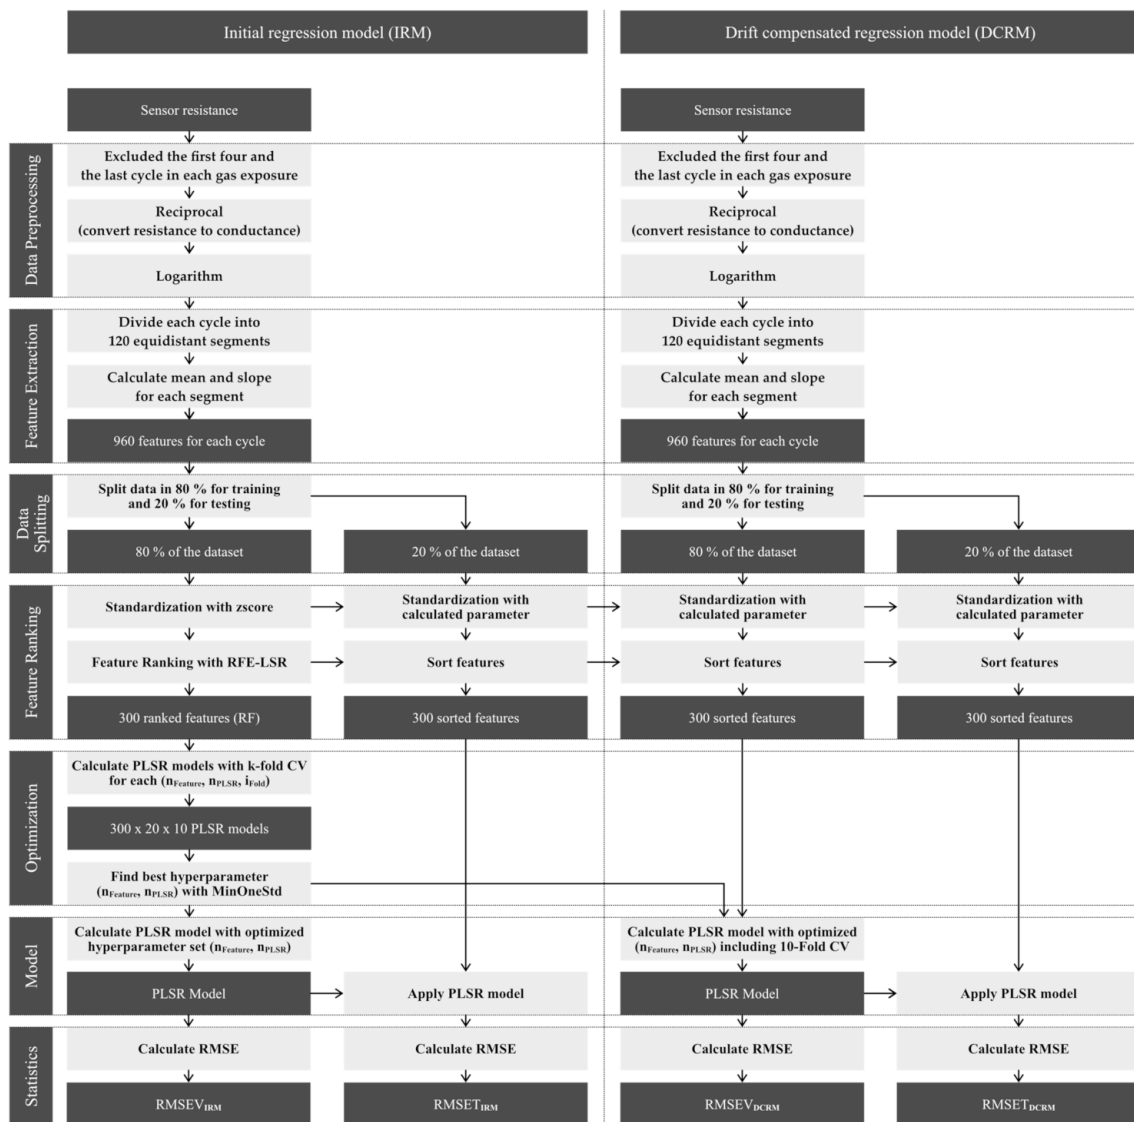 Initial regression model (IRM)
Drift compensated regression model (DCRM)
Sensor resistance
Sensor resistance
Data Preprocessing
Excluded the first four and
the last cycle in each gas exposure
Excluded the first four and
the last cycle in each gas exposure
Reciprocal
(convert resistance to conductance)
Reciprocal
(convert resistance to conductance)
Logarithm
Logarithm
Feature Extraction
Divide each cycle into
120 equidistant segments
Divide each cycle into
120 equidistant segments
Calculate mean and slope
for each segment
Calculate mean and slope
for each segment
960 features for each cycle
960 features for each cycle
Data
Splitting
Split data in 80 % for training
and 20 % for testing
Split data in 80 % for training
and 20 % for testing
80 % of the dataset
20 % of the dataset
80 % of the dataset
20 % of the dataset
Feature Ranking
Standardization with zscore
Standardization with
calculated parameter
Standardization with
calculated parameter
Standardization with
calculated parameter
Feature Ranking with RFE-LSR
Sort features
Sort features
Sort features
300 ranked features (RF)
300 sorted features
300 sorted features
300 sorted features
Optimization
Calculate PLSR models with k-fold CV
for each (nFeature, nPLSR, iFold)
300 x 20 x 10 PLSR models
Find best hyperparameter
(nFeature, nPLSR) with MinOneStd
Model
Calculate PLSR model with optimized
hyperparameter set (nFeature, nPLSR)
Calculate PLSR model with optimized
(nFeature, nPLSR) including 10-Fold CV
PLSR Model
Apply PLSR model
PLSR Model
Apply PLSR model
Statistics
Calculate RMSE
Calculate RMSE
Calculate RMSE
Calculate RMSE
RMSEVIRM
RMSETIRM
RMSEVDCRM
RMSETDCRM